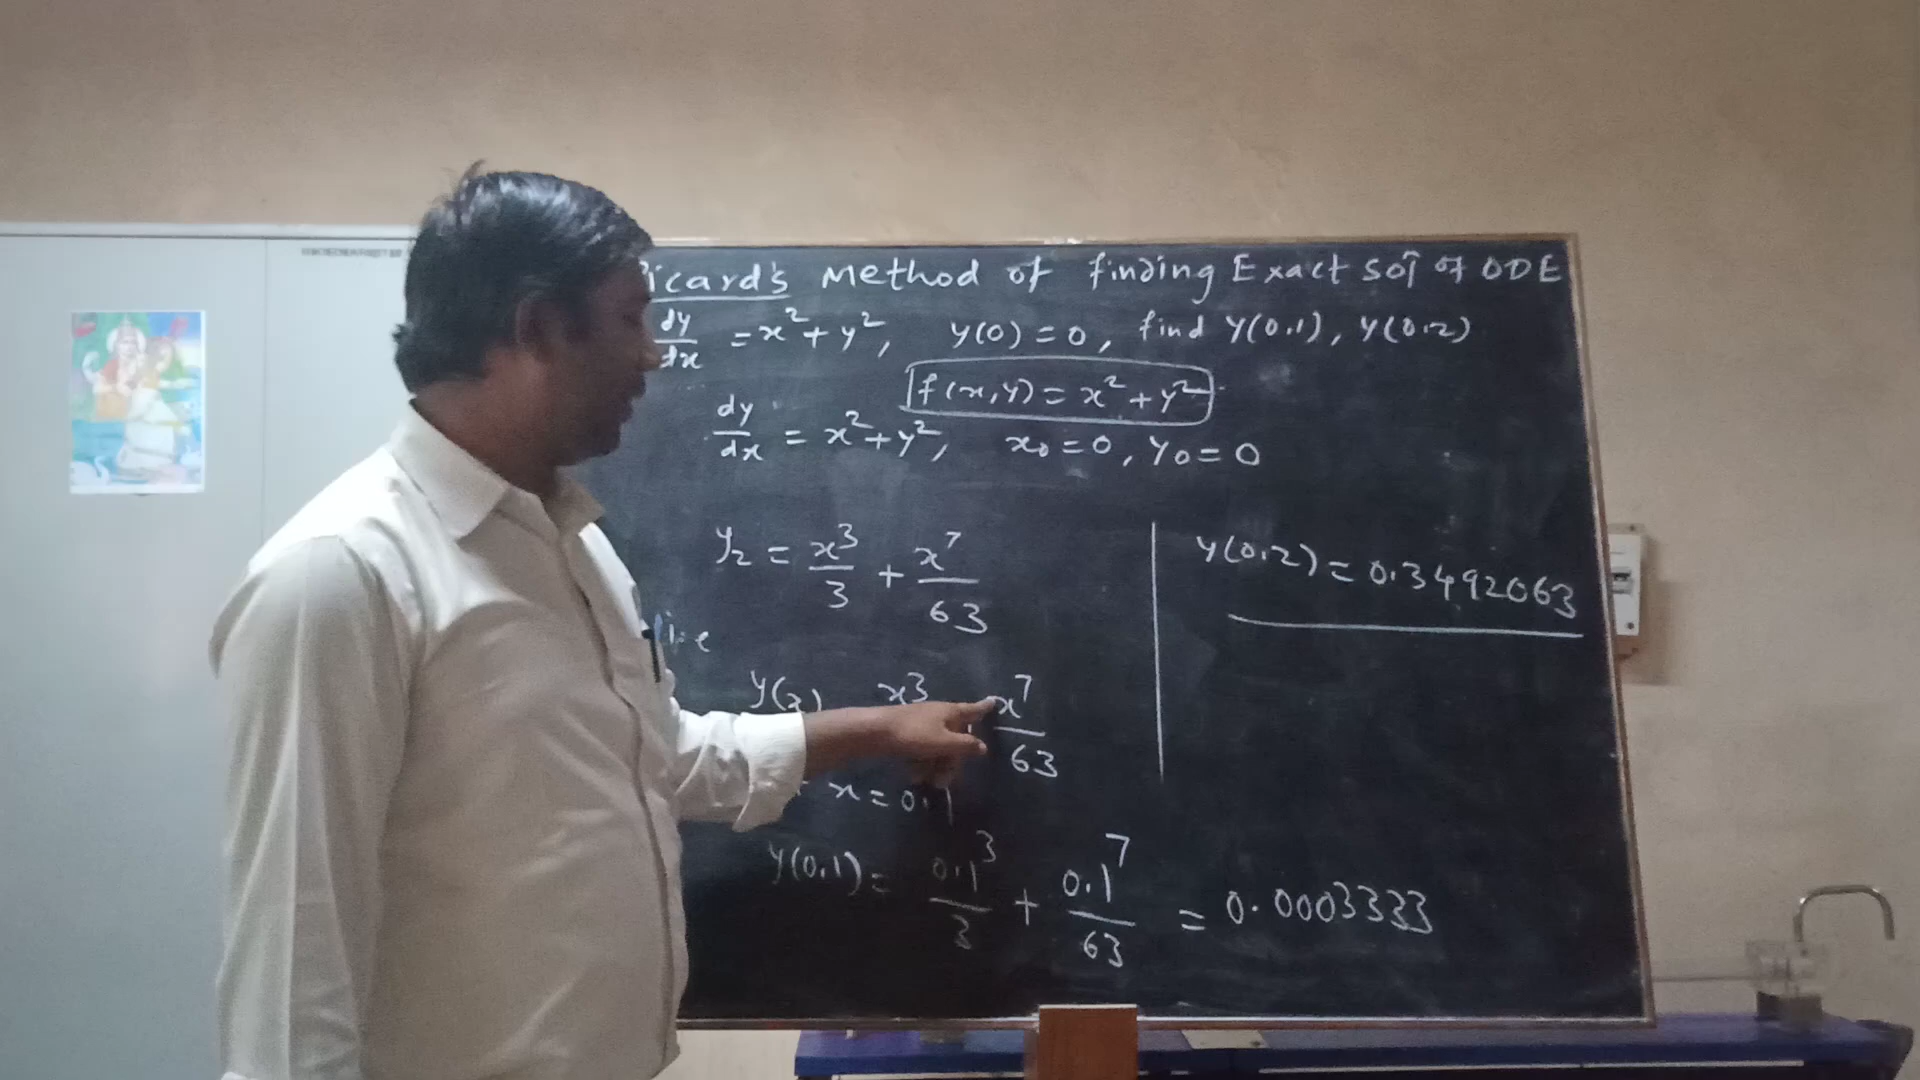 icard's Method of finding Exact Sol̄ of ODE
dy/dx = x² + y², y(0) = 0, find y(0.1), y(0.2)
f(x,y) = x² + y²
dy/dx = x² + y², x₀ = 0, y₀ = 0
y₂ = x³/3 + x⁷/63
y(0.2) = 0.3492063
y(x) x³ x⁷/63
x = 0.1
y(0.1) = 0.1³/3 + 0.1⁷/63 = 0.0003333